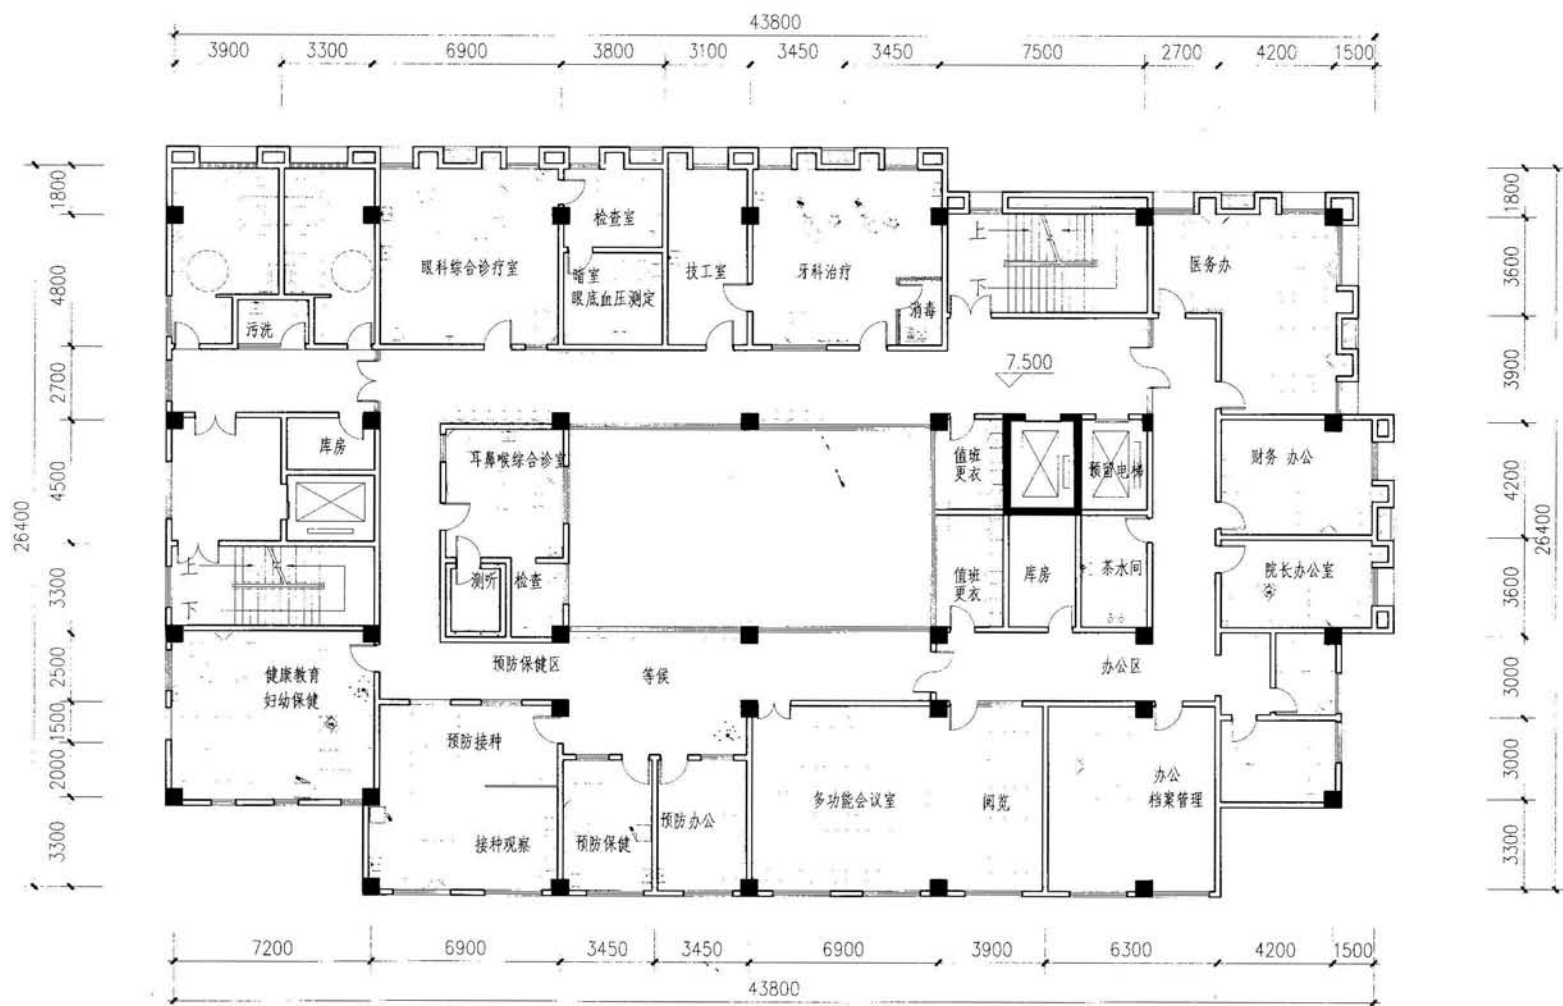 43800
3900 3300 6900 3800 3100 3450 3450 7500 2700 4200 1500
26400
1800
4800
2700
4500
3300
2500
1500
2000
3300
1800
3600
3900
4200
3600
3000
3000
3300
26400
眼科综合诊疗室
检查室
暗室
眼底血压测定
技工室
牙科治疗
消毒
上
下
医务办
污洗
7.500
库房
耳鼻喉综合诊室
值班
更衣
预留电梯
财务 办公
上
下
测听
检查
值班
更衣
库房
茶水间
院长办公室
健康教育
妇幼保健
预防保健区
等侯
办公区
预防接种
接种观察
预防保健
预防办公
多功能会议室
阅览
办公
档案管理
7200 6900 3450 3450 6900 3900 6300 4200 1500
43800